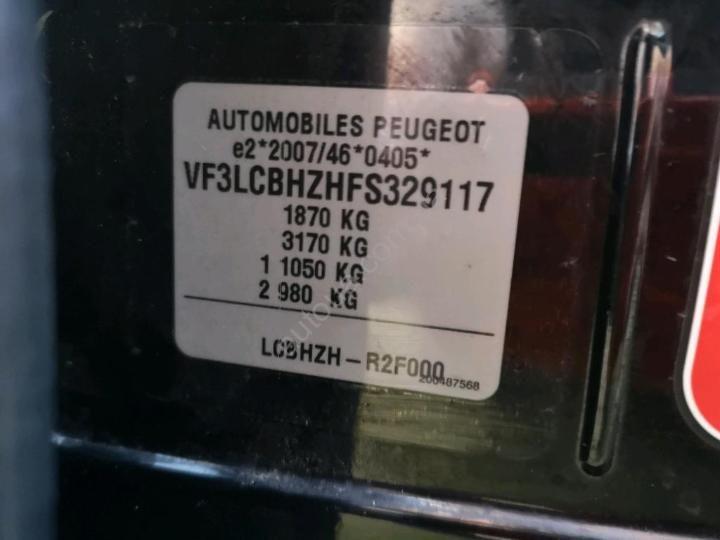 AUTOMOBILES PEUGEOT
e2*2007/46*0405*
VF3LCBHZHFS329117
1870 KG
3170 KG
1 1050 KG
2 980 KG
LCBHZH - R2F000
200487568